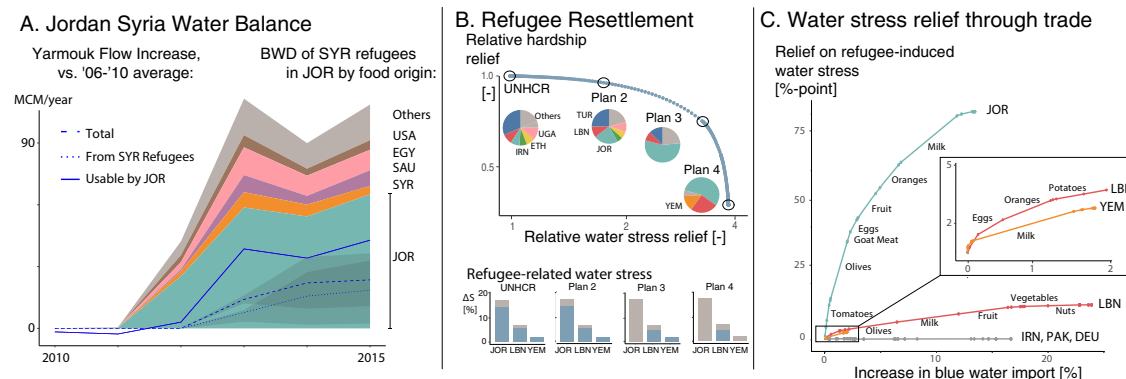 A. Jordan Syria Water Balance
Yarmouk Flow Increase,
vs. '06-'10 average:
BWD of SYR refugees
in JOR by food origin:
MCM/year
90
0
Total
From SYR Refugees
Usable by JOR
Others
USA
EGY
SAU
SYR
JOR
2010
2015
B. Refugee Resettlement
Relative hardship
relief
[-]
1.0
0.5
UNHCR
Plan 2
Plan 3
Plan 4
Others
UGA
ETH
IRN
TUR
LBN
JOR
YEM
1
2
4
Relative water stress relief [-]
Refugee-related water stress
UNHCR
Plan 2
Plan 3
Plan 4
ΔS
[%]
20
10
0
JOR LBN YEM
JOR LBN YEM
JOR LBN YEM
JOR LBN YEM
C. Water stress relief through trade
Relief on refugee-induced
water stress
[%-point]
75
50
25
0
JOR
Milk
Oranges
Fruit
Eggs
Goat Meat
Olives
Tomatoes
5
2
Potatoes
Oranges
Eggs
Milk
LBN
YEM
0
1
2
Vegetables
Nuts
Fruit
Milk
Olives
LBN
IRN, PAK, DEU
0
10
20
Increase in blue water import [%]